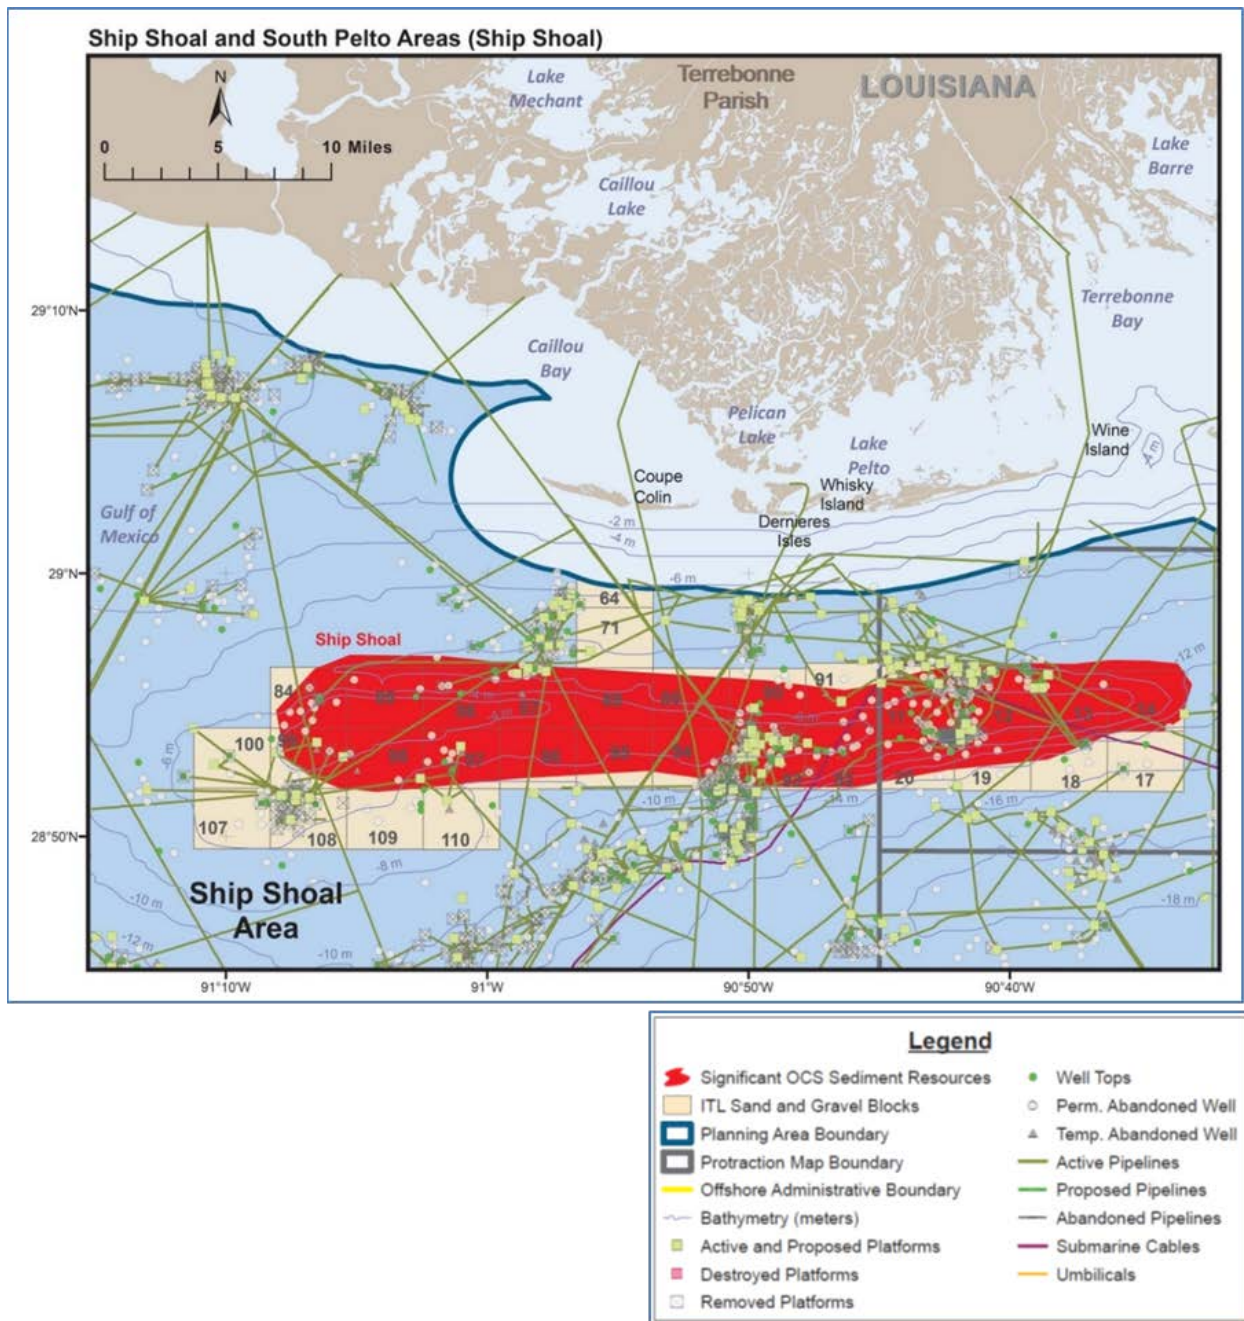 Ship Shoal and South Pelto Areas (Ship Shoal)
N
0 5 10 Miles
Lake
Mechant
Terrebonne
Parish
LOUISIANA
Lake
Barre
Caillou
Lake
29°10'N
Terrebonne
Bay
Caillou
Bay
Pelican
Lake
Lake
Pelto
Wine
Island
-4 m
Coupe
Colin
Whisky
Island
Dernieres
Isles
Gulf of
Mexico
-2 m
-4 m
29°N
-6 m
64
71
Ship Shoal
-12 m
84
91
-4 m
100
-6 m
20
19
18
17
-10 m
-14 m
-16 m
107
108
109
110
28°50'N
-8 m
Ship Shoal
Area
-10 m
-18 m
-12 m
-10 m
91°10'W
91°W
90°50'W
90°40'W
Legend
Significant OCS Sediment Resources
ITL Sand and Gravel Blocks
Planning Area Boundary
Protraction Map Boundary
Offshore Administrative Boundary
Bathymetry (meters)
Active and Proposed Platforms
Destroyed Platforms
Removed Platforms
Well Tops
Perm. Abandoned Well
Temp. Abandoned Well
Active Pipelines
Proposed Pipelines
Abandoned Pipelines
Submarine Cables
Umbilicals